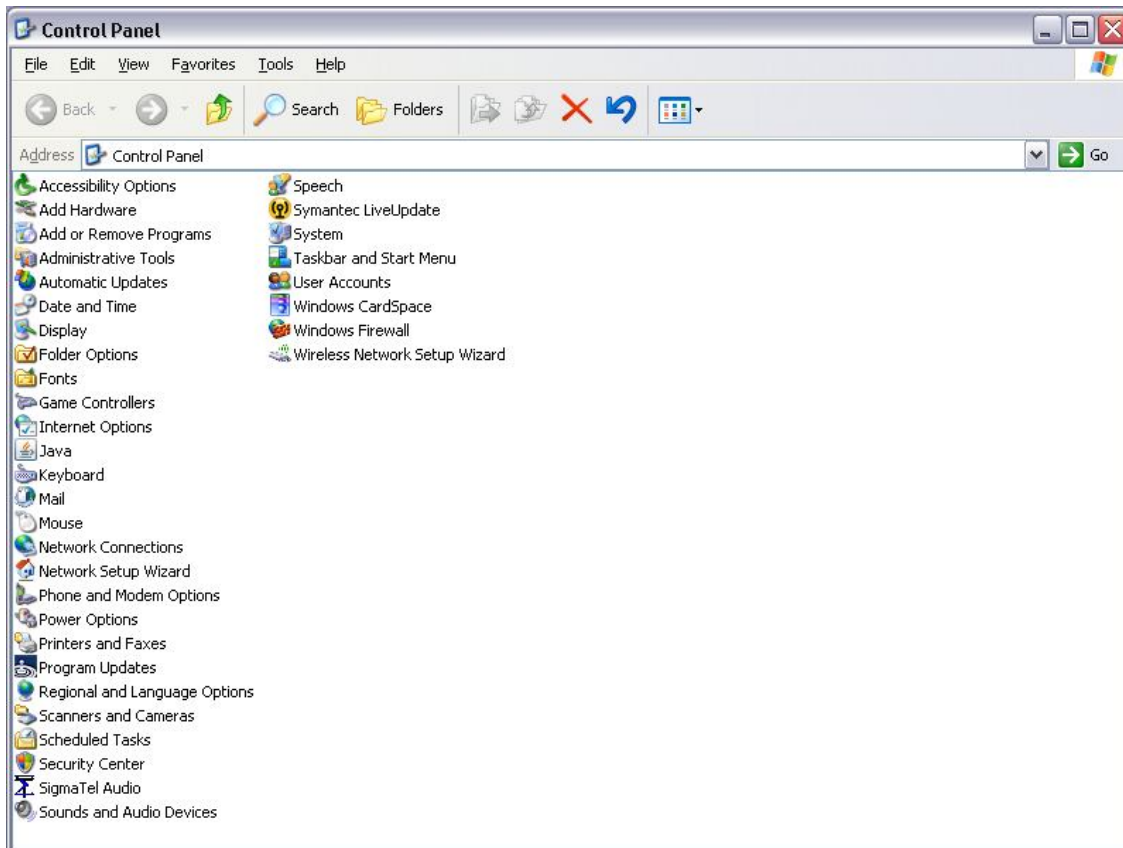 Control Panel
File Edit View Favorites Tools Help
Back Search Folders
Address Control Panel Go
Accessibility Options
Add Hardware
Add or Remove Programs
Administrative Tools
Automatic Updates
Date and Time
Display
Folder Options
Fonts
Game Controllers
Internet Options
Java
Keyboard
Mail
Mouse
Network Connections
Network Setup Wizard
Phone and Modem Options
Power Options
Printers and Faxes
Program Updates
Regional and Language Options
Scanners and Cameras
Scheduled Tasks
Security Center
SigmaTel Audio
Sounds and Audio Devices
Speech
Symantec LiveUpdate
System
Taskbar and Start Menu
User Accounts
Windows CardSpace
Windows Firewall
Wireless Network Setup Wizard